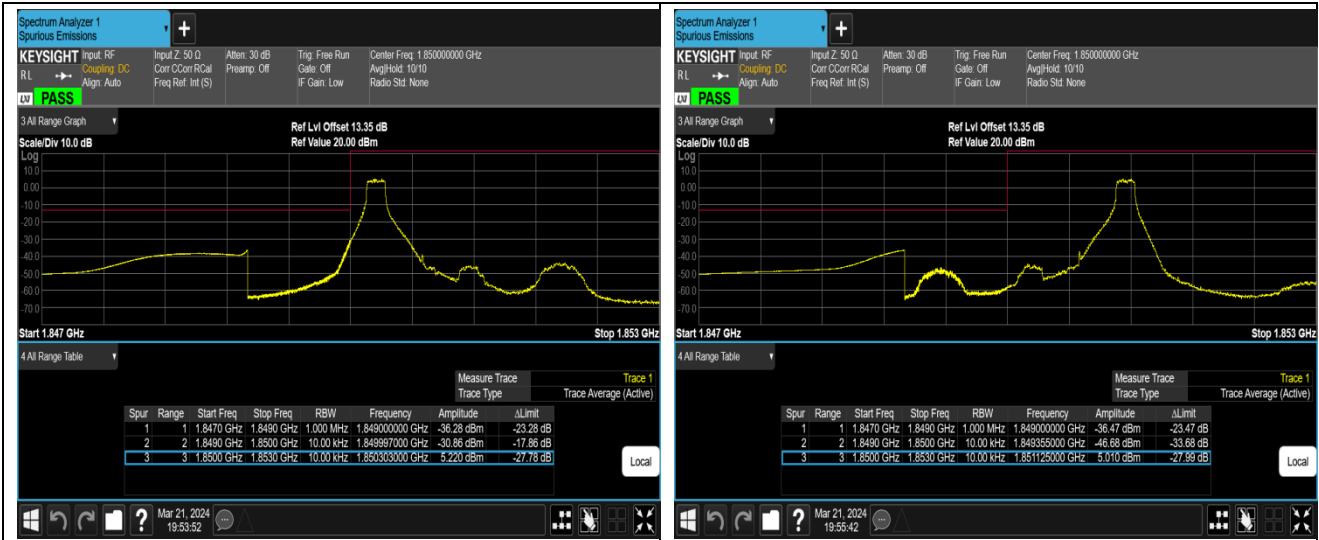 Spectrum Analyzer 1
Spurious Emissions
+
KEYSIGHT Input: RF Input Z: 50 Ω Atten: 30 dB Trig: Free Run Center Freq: 1.850000000 GHz
RL Coupling: DC Corr CCorr RCal Preamp: Off Gate: Off Avg|Hold: 10/10
Align: Auto Freq Ref: Int (S) IF Gain: Low Radio Std: None
LXI PASS
3 All Range Graph
Ref Lvl Offset 13.35 dB
Scale/Div 10.0 dB Ref Value 20.00 dBm
Log
10.0
0.00
-10.0
-20.0
-30.0
-40.0
-50.0
-60.0
-70.0
Start 1.847 GHz Stop 1.853 GHz
4 All Range Table
Measure Trace Trace 1
Trace Type Trace Average (Active)
Spur Range Start Freq Stop Freq RBW Frequency Amplitude ΔLimit
1 1 1.8470 GHz 1.8490 GHz 1.000 MHz 1.849000000 GHz -36.28 dBm -23.28 dB
2 2 1.8490 GHz 1.8500 GHz 10.00 kHz 1.849997000 GHz -30.86 dBm -17.86 dB
3 3 1.8500 GHz 1.8530 GHz 10.00 kHz 1.850303000 GHz 5.220 dBm -27.78 dB
Local
? Mar 21, 2024
19:53:52
Spectrum Analyzer 1
Spurious Emissions
+
KEYSIGHT Input: RF Input Z: 50 Ω Atten: 30 dB Trig: Free Run Center Freq: 1.850000000 GHz
RL Coupling: DC Corr CCorr RCal Preamp: Off Gate: Off Avg|Hold: 10/10
Align: Auto Freq Ref: Int (S) IF Gain: Low Radio Std: None
LXI PASS
3 All Range Graph
Ref Lvl Offset 13.35 dB
Scale/Div 10.0 dB Ref Value 20.00 dBm
Log
10.0
0.00
-10.0
-20.0
-30.0
-40.0
-50.0
-60.0
-70.0
Start 1.847 GHz Stop 1.853 GHz
4 All Range Table
Measure Trace Trace 1
Trace Type Trace Average (Active)
Spur Range Start Freq Stop Freq RBW Frequency Amplitude ΔLimit
1 1 1.8470 GHz 1.8490 GHz 1.000 MHz 1.849000000 GHz -36.47 dBm -23.47 dB
2 2 1.8490 GHz 1.8500 GHz 10.00 kHz 1.849355000 GHz -46.68 dBm -33.68 dB
3 3 1.8500 GHz 1.8530 GHz 10.00 kHz 1.851125000 GHz 5.010 dBm -27.99 dB
Local
? Mar 21, 2024
19:55:42